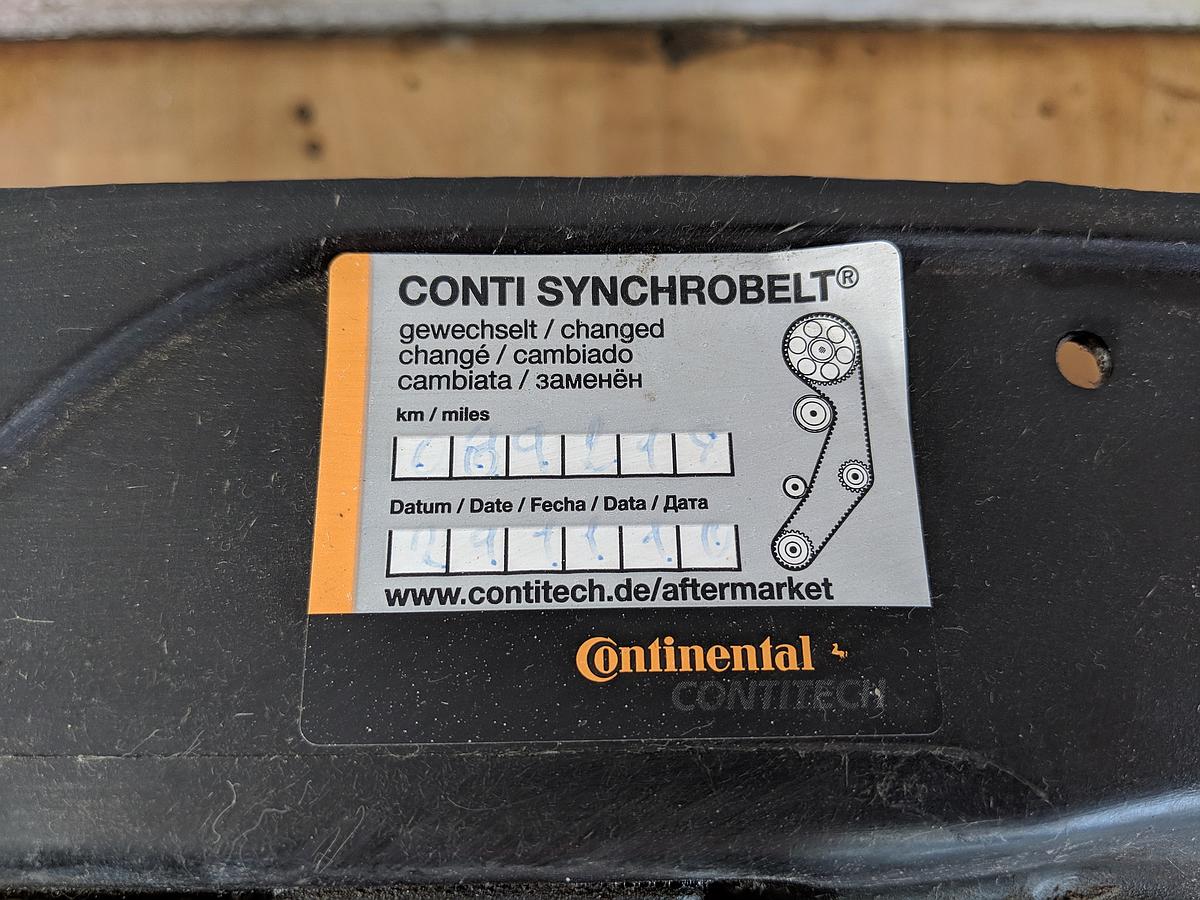 CONTI SYNCHROBELT®
gewechselt / changed
changé / cambiado
cambiata / заменён
km / miles
Datum / Date / Fecha / Data / Дата
www.contitech.de/aftermarket
Continental
CONTITECH